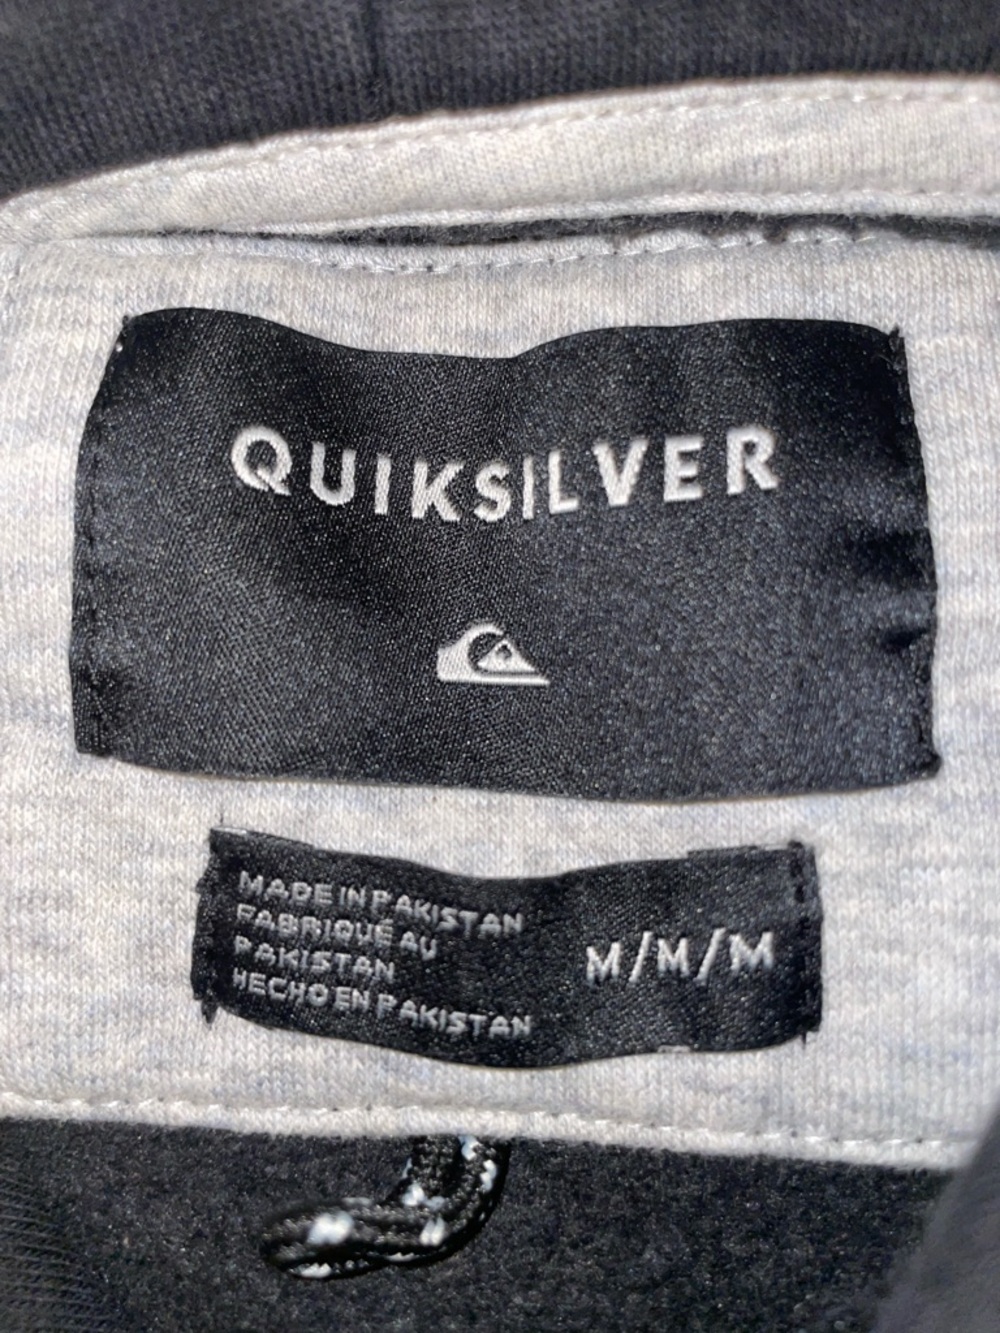 QUIKSILVER
MADE IN PAKISTAN
FABRIQUÉ AU
PAKISTAN
HECHO EN PAKISTAN
M/M/M